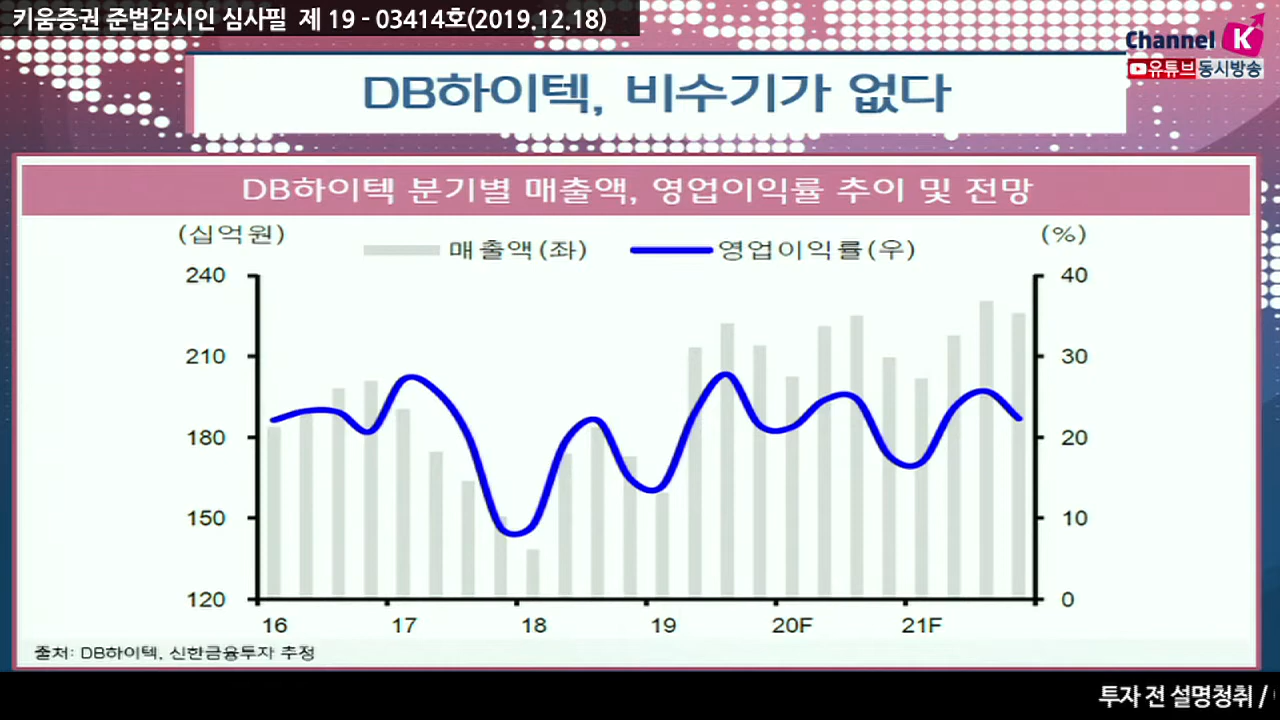 키움증권 준법감시인 심사필 제 19 - 03414호(2019.12.18)
Channel K
유튜브 동시방송
DB하이텍, 비수기가 없다
DB하이텍 분기별 매출액, 영업이익률 추이 및 전망
(십억원) 매출액(좌) 영업이익률(우) (%)
240 40
210 30
180 20
150 10
120 0
16 17 18 19 20F 21F
출처: DB하이텍, 신한금융투자 추정
투자 전 설명청취 /